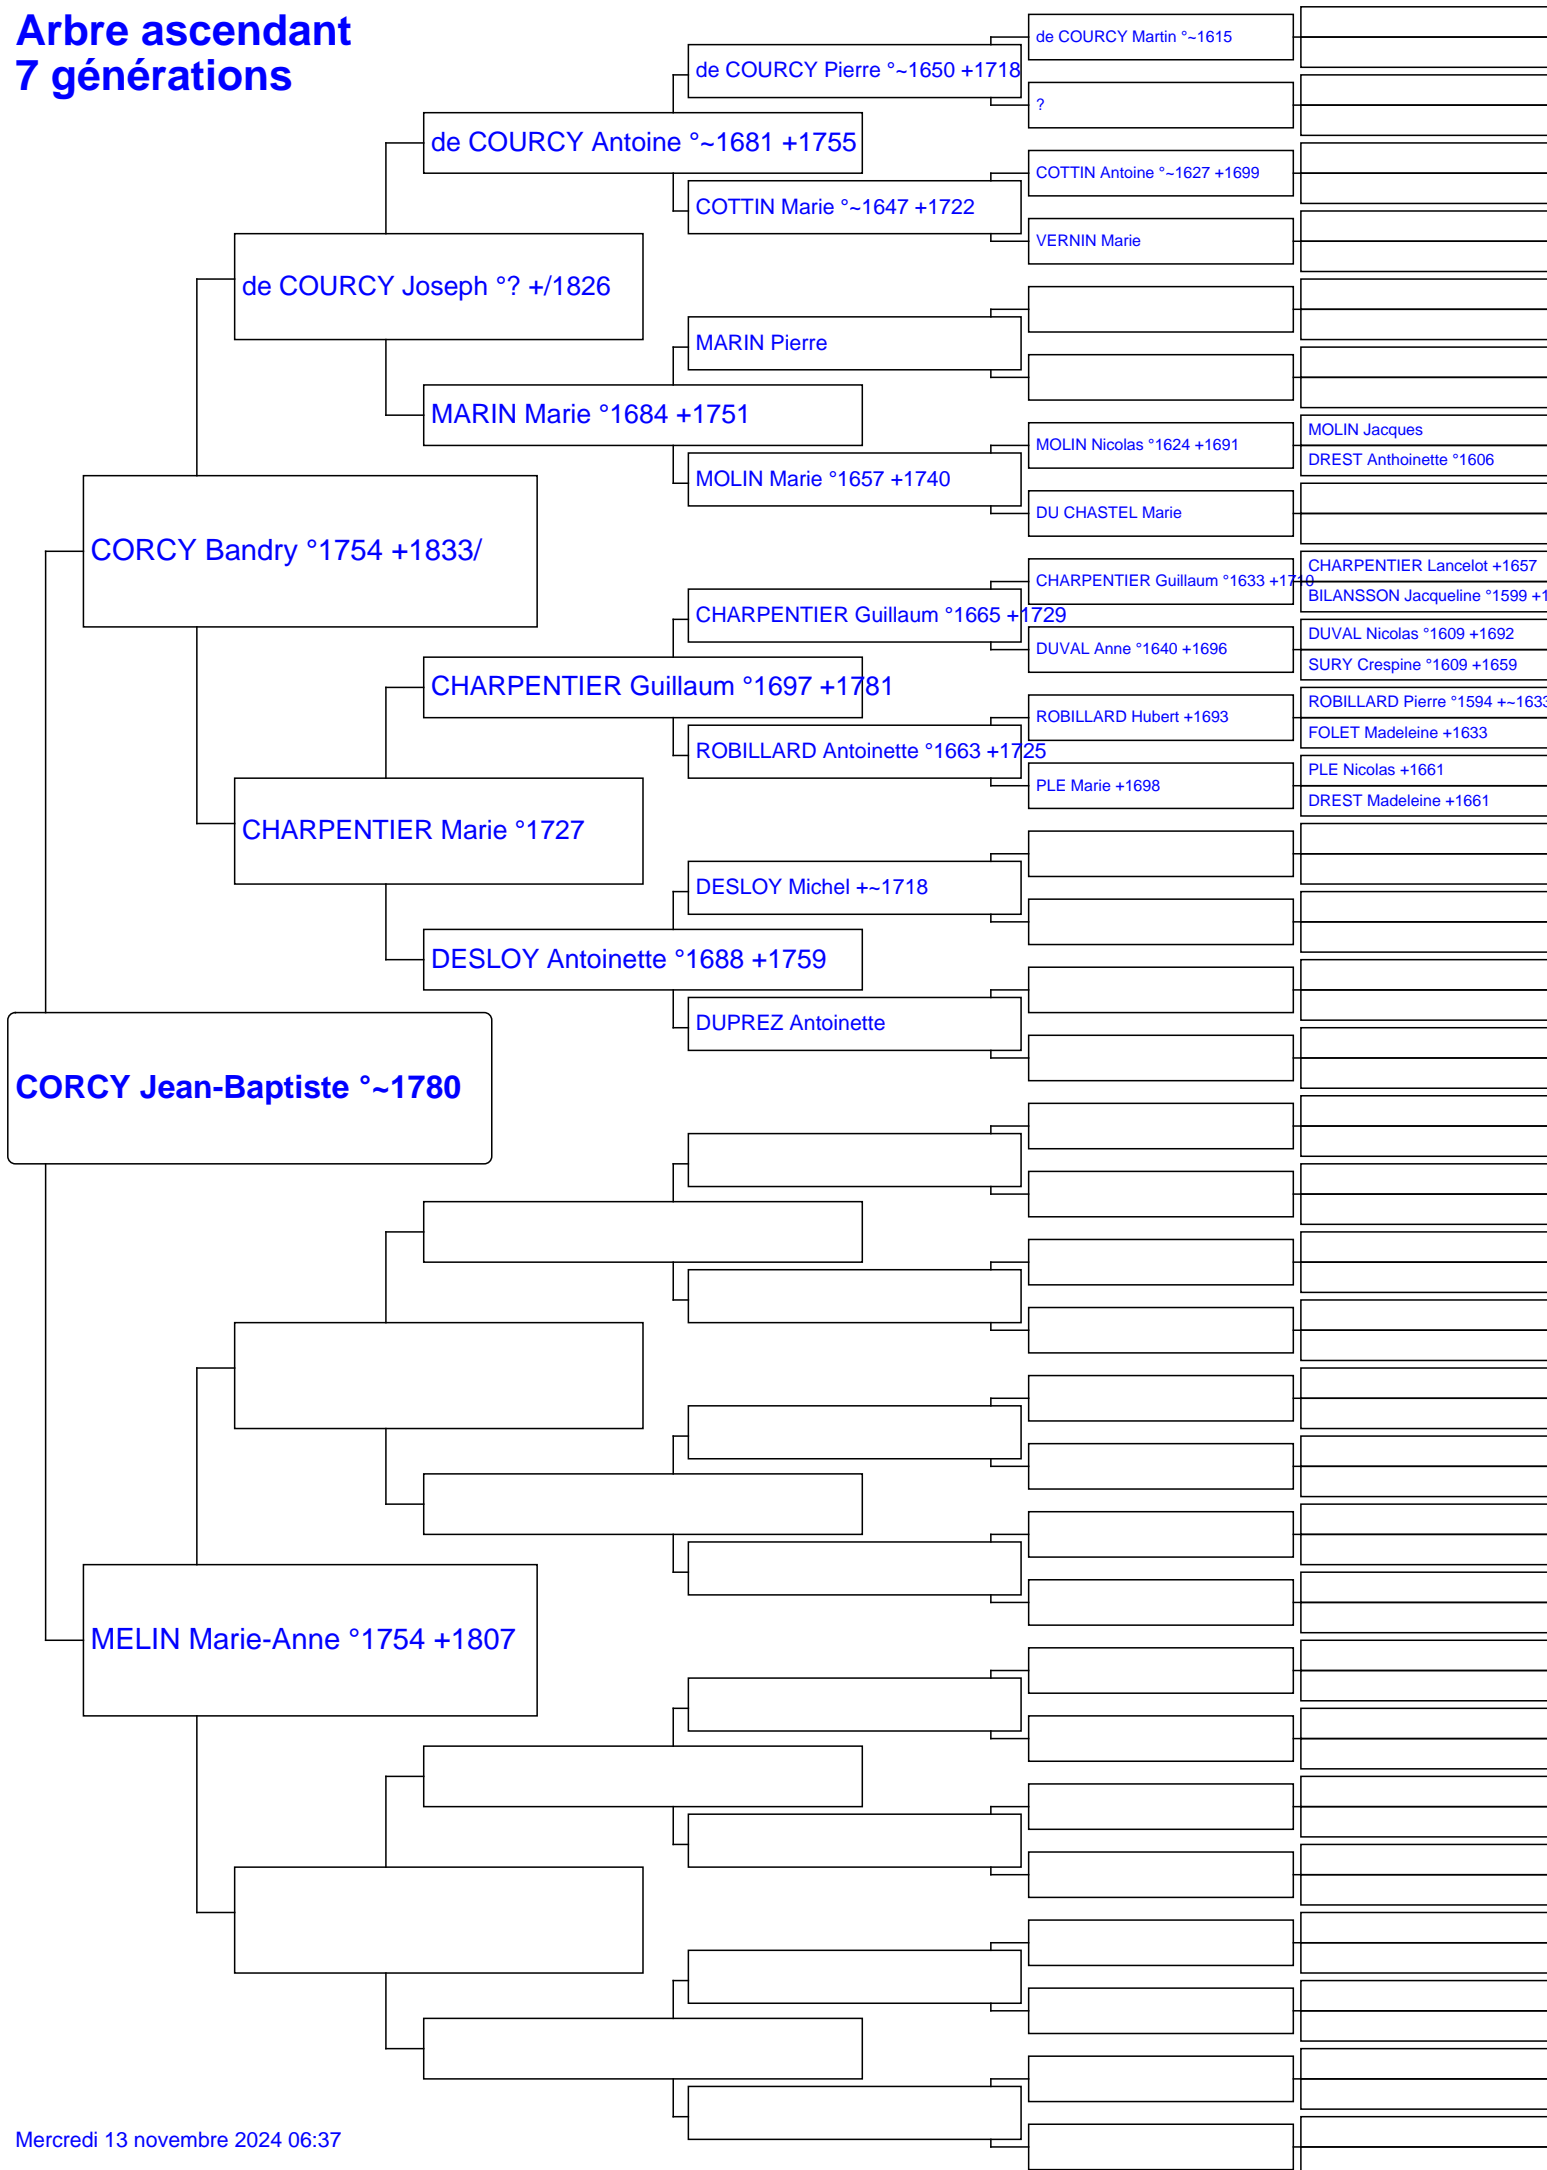 Arbre ascendant
7 générations
CORCY Jean-Baptiste °~1780
CORCY Bandry °1754 +1833/
MELIN Marie-Anne °1754 +1807
de COURCY Joseph °? +/1826
CHARPENTIER Marie °1727
de COURCY Antoine °~1681 +1755
MARIN Marie °1684 +1751
CHARPENTIER Guillaum °1697 +1781
DESLOY Antoinette °1688 +1759
de COURCY Pierre °~1650 +1718
COTTIN Marie °~1647 +1722
MARIN Pierre
MOLIN Marie °1657 +1740
CHARPENTIER Guillaum °1665 +1729
ROBILLARD Antoinette °1663 +1725
DESLOY Michel +~1718
DUPREZ Antoinette
de COURCY Martin °~1615
?
COTTIN Antoine °~1627 +1699
VERNIN Marie
MOLIN Nicolas °1624 +1691
DU CHASTEL Marie
CHARPENTIER Guillaum °1633 +1710
DUVAL Anne °1640 +1696
ROBILLARD Hubert +1693
PLE Marie +1698
MOLIN Jacques
DREST Anthoinette °1606
CHARPENTIER Lancelot +1657
BILANSSON Jacqueline °1599 +1
DUVAL Nicolas °1609 +1692
SURY Crespine °1609 +1659
ROBILLARD Pierre °1594 +~1633
FOLET Madeleine +1633
PLE Nicolas +1661
DREST Madeleine +1661
Mercredi 13 novembre 2024 06:37